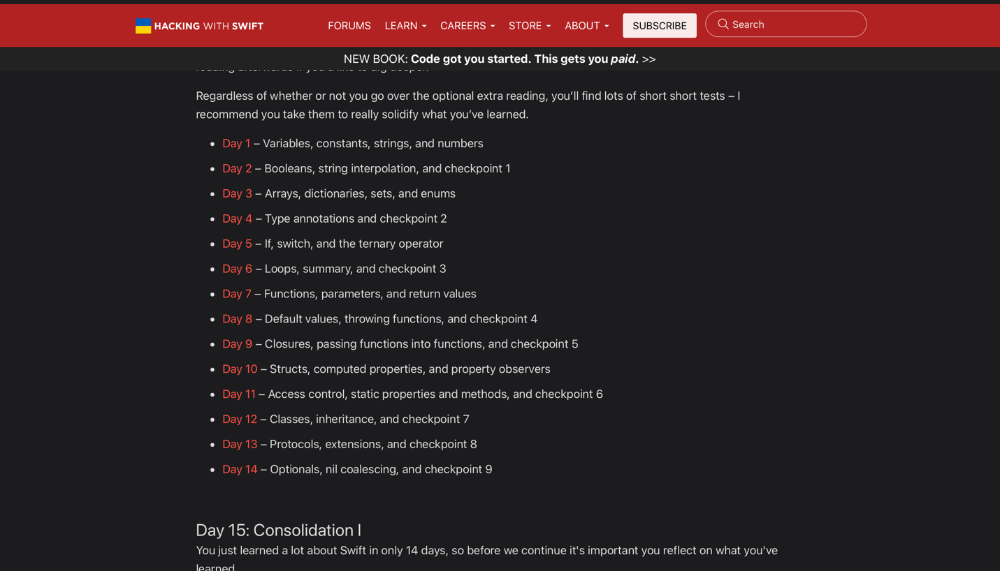 HACKING WITH SWIFT FORUMS LEARN CAREERS STORE ABOUT SUBSCRIBE Search
NEW BOOK: Code got you started. This gets you paid. >>
Regardless of whether or not you go over the optional extra reading, you’ll find lots of short short tests – I
recommend you take them to really solidify what you’ve learned.
• Day 1 – Variables, constants, strings, and numbers
• Day 2 – Booleans, string interpolation, and checkpoint 1
• Day 3 – Arrays, dictionaries, sets, and enums
• Day 4 – Type annotations and checkpoint 2
• Day 5 – If, switch, and the ternary operator
• Day 6 – Loops, summary, and checkpoint 3
• Day 7 – Functions, parameters, and return values
• Day 8 – Default values, throwing functions, and checkpoint 4
• Day 9 – Closures, passing functions into functions, and checkpoint 5
• Day 10 – Structs, computed properties, and property observers
• Day 11 – Access control, static properties and methods, and checkpoint 6
• Day 12 – Classes, inheritance, and checkpoint 7
• Day 13 – Protocols, extensions, and checkpoint 8
• Day 14 – Optionals, nil coalescing, and checkpoint 9
Day 15: Consolidation I
You just learned a lot about Swift in only 14 days, so before we continue it's important you reflect on what you've
learned